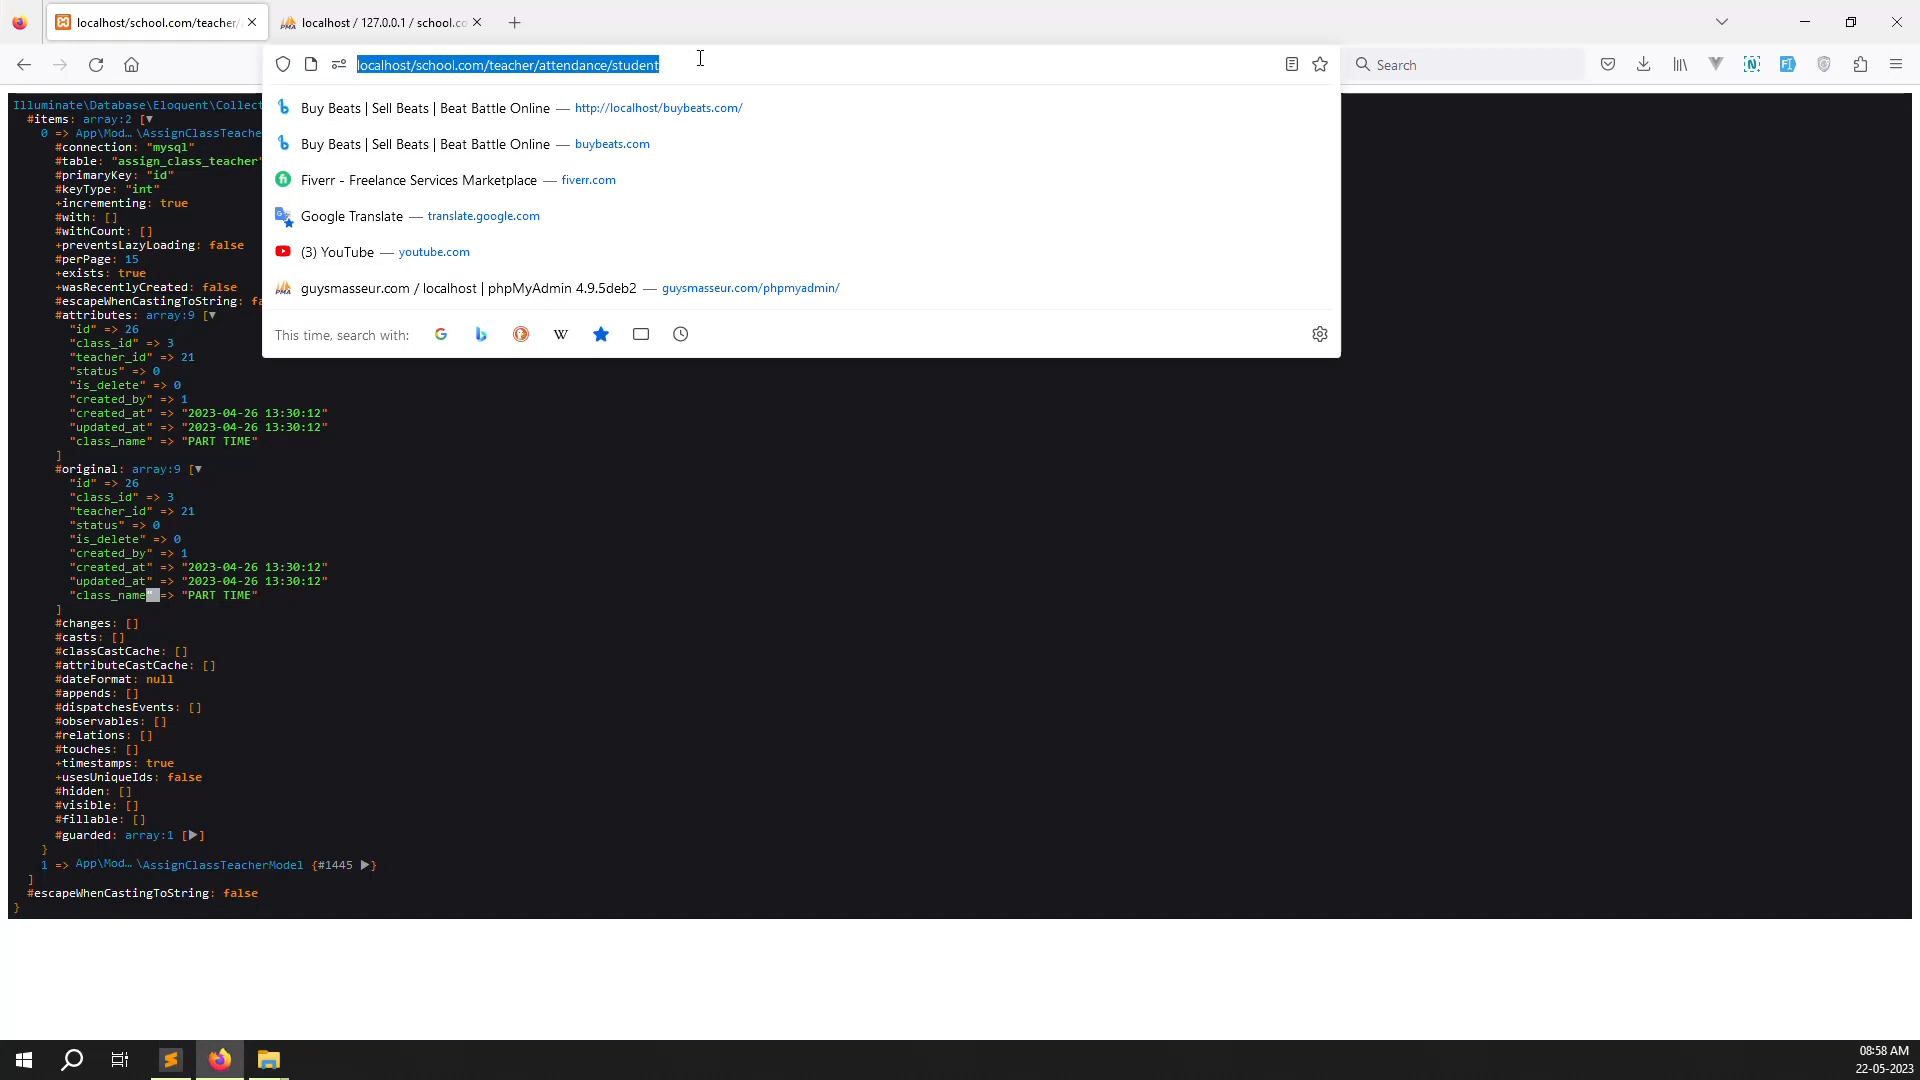 localhost/school.com/teacher/
localhost / 127.0.0.1 / school.co
localhost/school.com/teacher/attendance/student
Search
Buy Beats | Sell Beats | Beat Battle Online — http://localhost/buybeats.com/
Buy Beats | Sell Beats | Beat Battle Online — buybeats.com
Fiverr - Freelance Services Marketplace — fiverr.com
Google Translate — translate.google.com
(3) YouTube — youtube.com
guysmasseur.com / localhost | phpMyAdmin 4.9.5deb2 — guysmasseur.com/phpmyadmin/
This time, search with:
Illuminate\Database\Eloquent\Collect
#items: array:2 [▼
0 => App\Mod… \AssignClassTeache
#connection: "mysql"
#table: "assign_class_teacher"
#primaryKey: "id"
#keyType: "int"
+incrementing: true
#with: []
#withCount: []
+preventsLazyLoading: false
#perPage: 15
+exists: true
+wasRecentlyCreated: false
#escapeWhenCastingToString: fa
#attributes: array:9 [▼
"id" => 26
"class_id" => 3
"teacher_id" => 21
"status" => 0
"is_delete" => 0
"created_by" => 1
"created_at" => "2023-04-26 13:30:12"
"updated_at" => "2023-04-26 13:30:12"
"class_name" => "PART TIME"
]
#original: array:9 [▼
"id" => 26
"class_id" => 3
"teacher_id" => 21
"status" => 0
"is_delete" => 0
"created_by" => 1
"created_at" => "2023-04-26 13:30:12"
"updated_at" => "2023-04-26 13:30:12"
"class_name" => "PART TIME"
]
#changes: []
#casts: []
#classCastCache: []
#attributeCastCache: []
#dateFormat: null
#appends: []
#dispatchesEvents: []
#observables: []
#relations: []
#touches: []
+timestamps: true
+usesUniqueIds: false
#hidden: []
#visible: []
#fillable: []
#guarded: array:1 [▶]
}
1 => App\Mod… \AssignClassTeacherModel {#1445 ▶}
]
#escapeWhenCastingToString: false
}
08:58 AM
22-05-2023